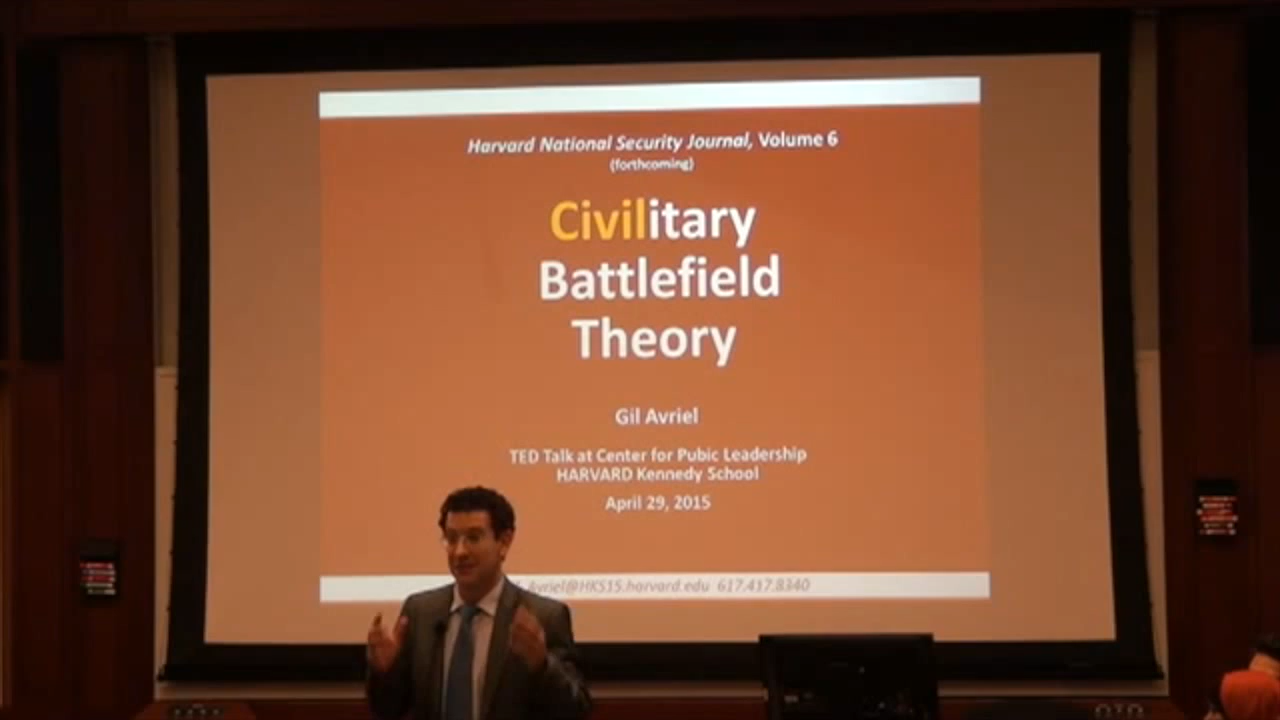 Harvard National Security Journal, Volume 6
(forthcoming)
Civilitary
Battlefield
Theory
Gil Avriel
TED Talk at Center for Pubic Leadership
HARVARD Kennedy School
April 29, 2015
Avriel@HKS15.harvard.edu 617.417.8340